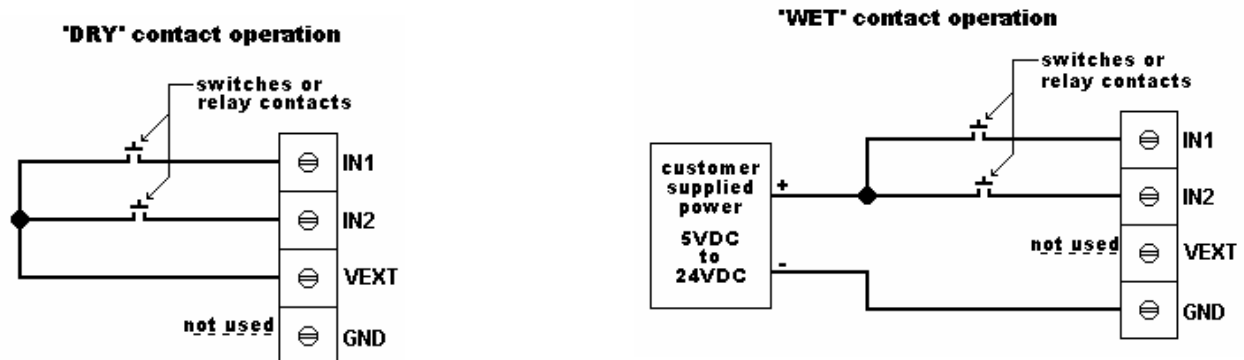 "DRY" contact operation
switches or
relay contacts
IN1
IN2
VEXT
not used
GND
"WET" contact operation
switches or
relay contacts
customer
supplied
power
5VDC
to
24VDC
+
-
IN1
IN2
not used
VEXT
GND